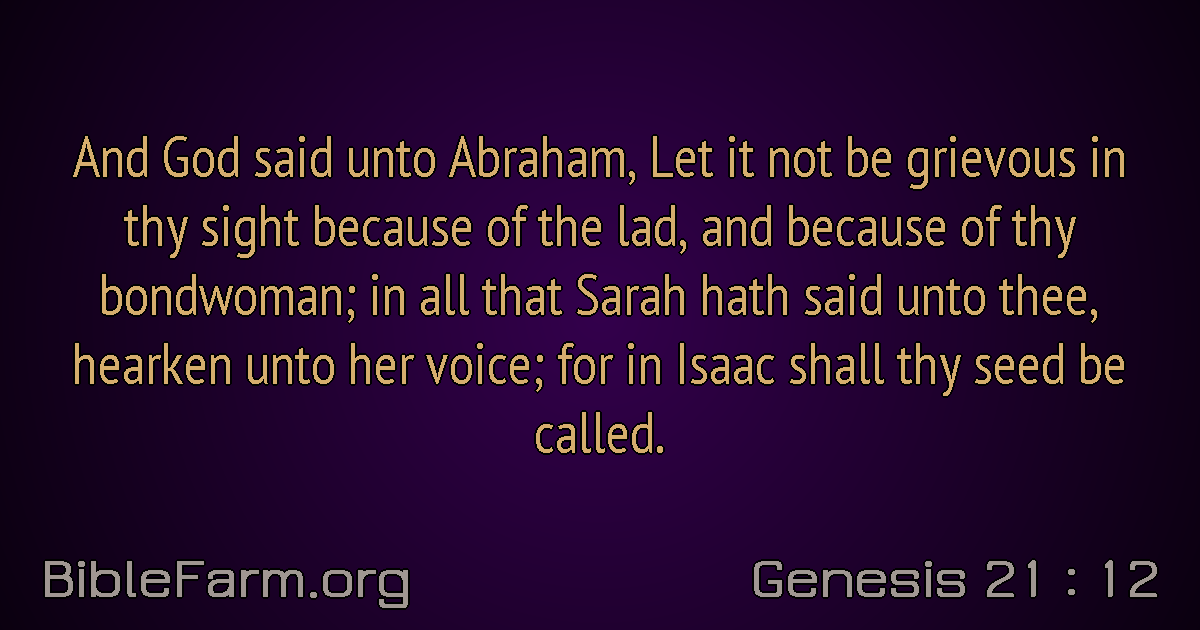 And God said unto Abraham, Let it not be grievous in
thy sight because of the lad, and because of thy
bondwoman; in all that Sarah hath said unto thee,
hearken unto her voice; for in Isaac shall thy seed be
called.
BibleFarm.org
Genesis 21 : 12